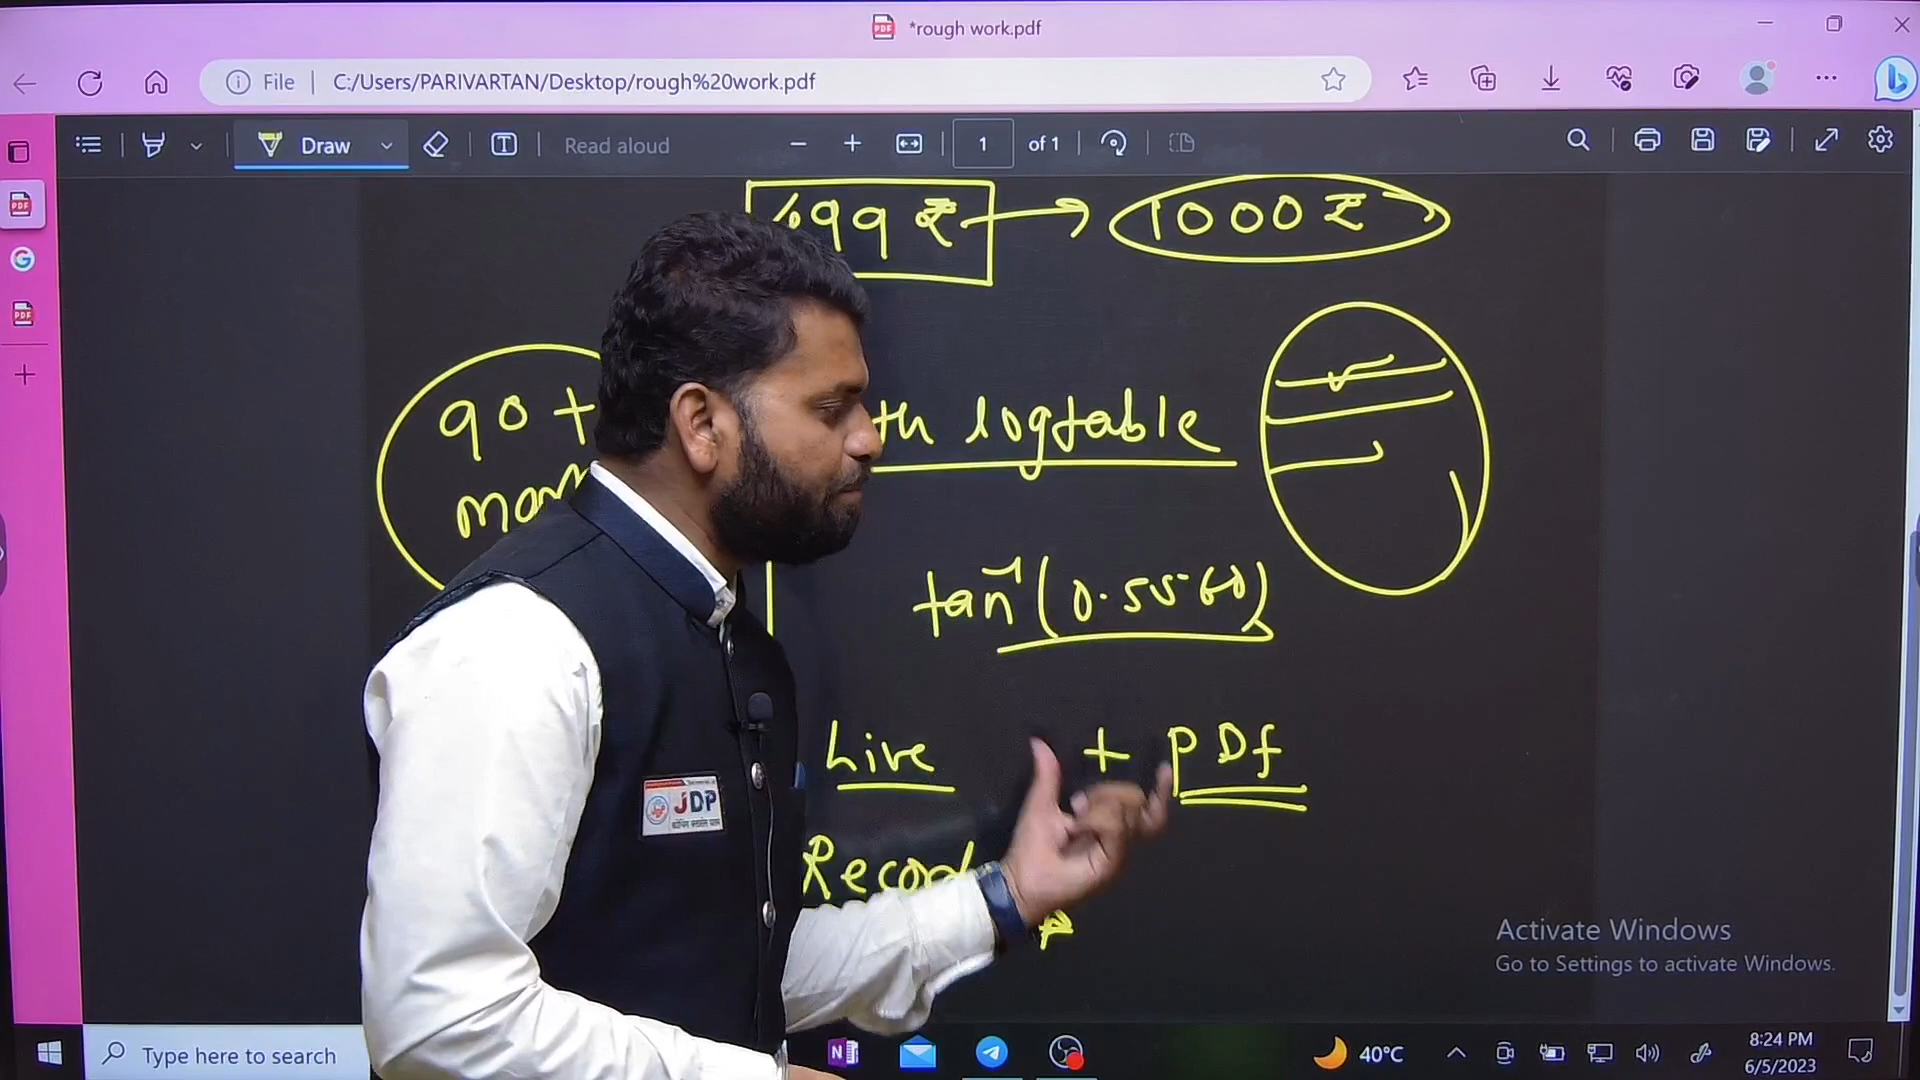 *rough work.pdf
File C:/Users/PARIVARTAN/Desktop/rough%20work.pdf
Draw Read aloud 1 of 1
699 ₹ → 1000 ₹
90 +
logtable
tan⁻¹ (0.5560)
Live + PDf
JDP
Activate Windows
Go to Settings to activate Windows.
Type here to search
40°C
8:24 PM
6/5/2023